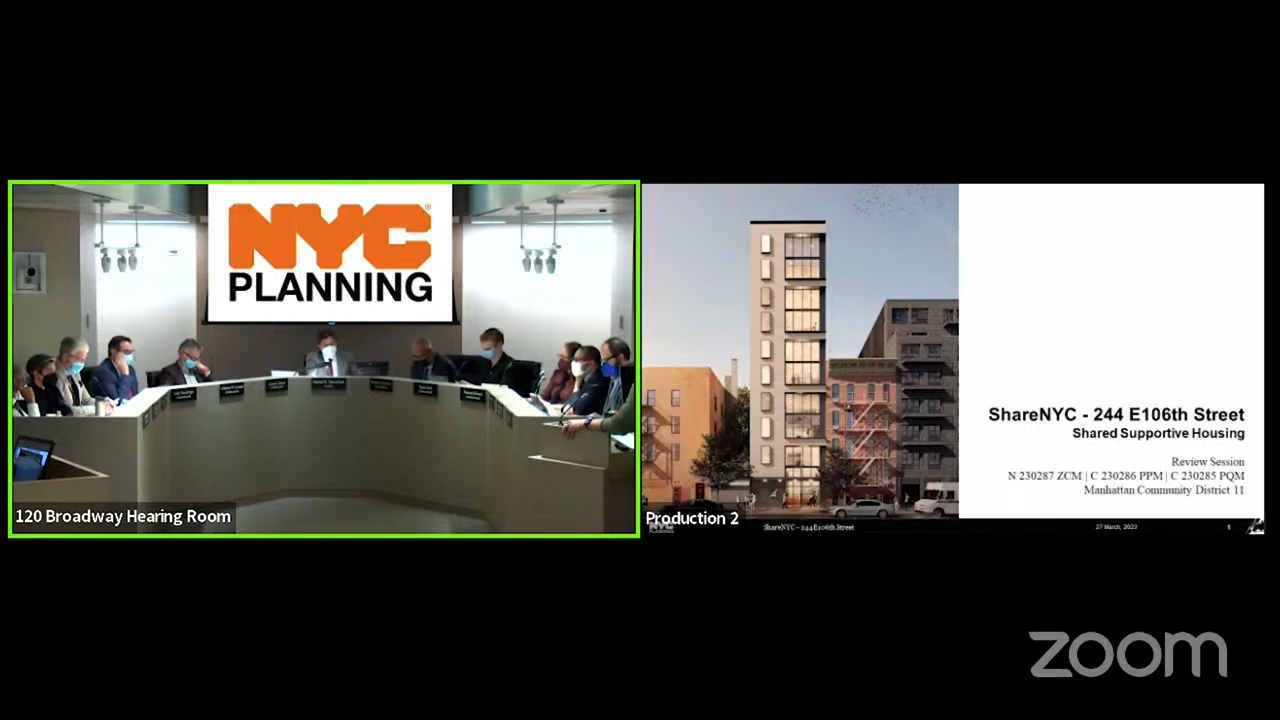 NYC®
PLANNING
120 Broadway Hearing Room
ShareNYC - 244 E106th Street
Shared Supportive Housing
Review Session
N 230287 ZCM | C 230286 PPM | C 230285 PQM
Manhattan Community District 11
Production 2
ShareNYC – 244 E106th Street
27 March, 2023
1
zoom